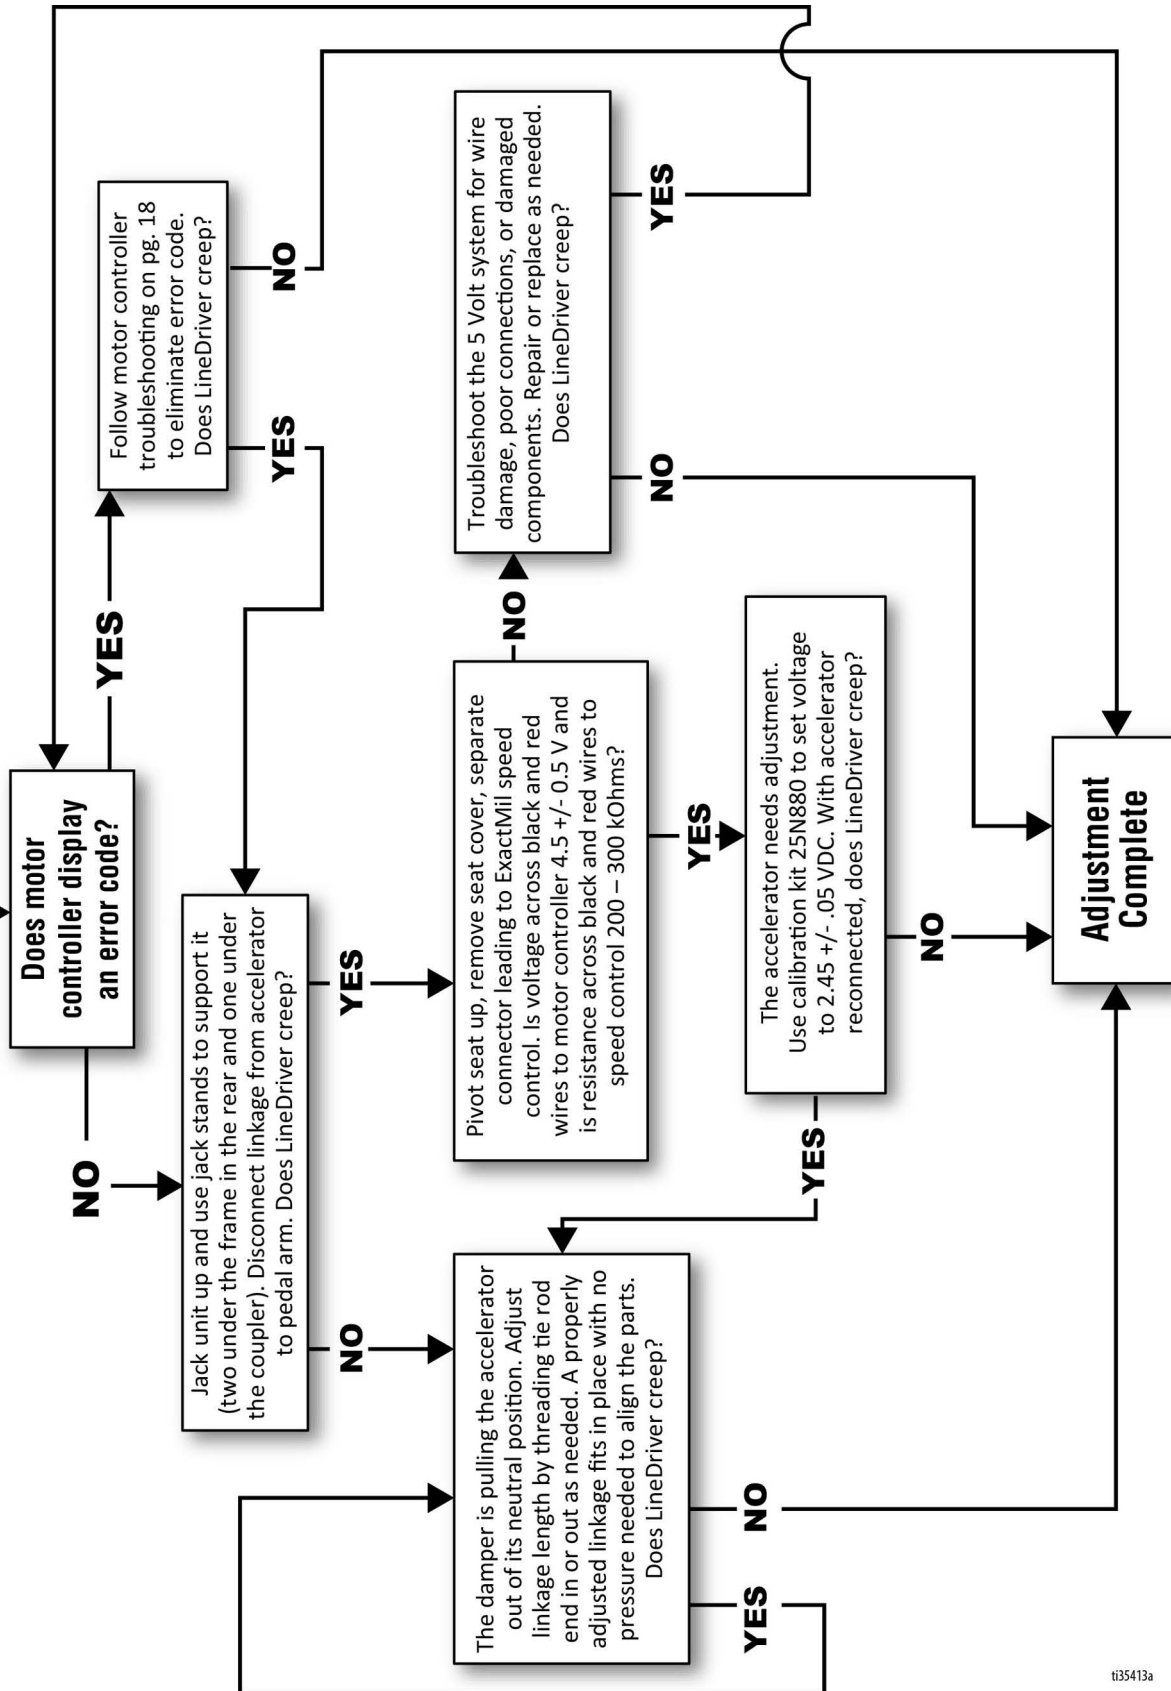 Does motor
controller display
an error code?
YES
NO
Follow motor controller
troubleshooting on pg. 18
to eliminate error code.
Does LineDriver creep?
YES
NO
Jack unit up and use jack stands to support it
(two under the frame in the rear and one under
the coupler). Disconnect linkage from accelerator
to pedal arm. Does LineDriver creep?
NO
YES
Pivot seat up, remove seat cover, separate
connector leading to ExactMil speed
control. Is voltage across black and red
wires to motor controller 4.5 +/- 0.5 V and
is resistance across black and red wires to
speed control 200 – 300 kOhms?
NO
YES
Troubleshoot the 5 Volt system for wire
damage, poor connections, or damaged
components. Repair or replace as needed.
Does LineDriver creep?
NO
YES
The accelerator needs adjustment.
Use calibration kit 25N880 to set voltage
to 2.45 +/- .05 VDC. With accelerator
reconnected, does LineDriver creep?
YES
NO
The damper is pulling the accelerator
out of its neutral position. Adjust
linkage length by threading tie rod
end in or out as needed. A properly
adjusted linkage fits in place with no
pressure needed to align the parts.
Does LineDriver creep?
YES
NO
Adjustment
Complete
ti35413a